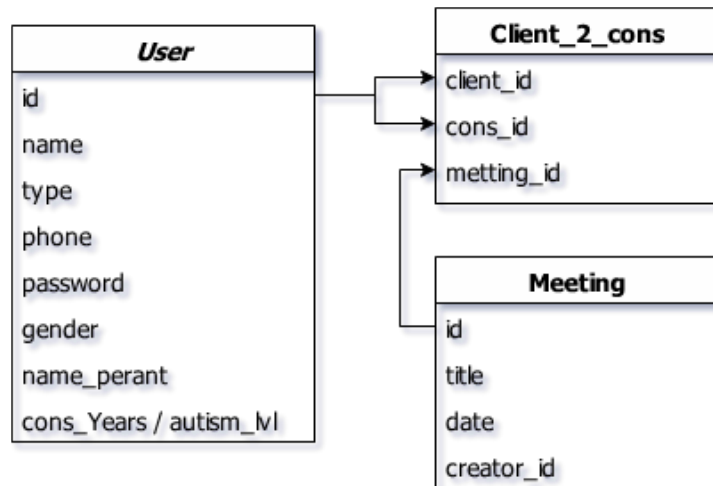 User
id
name
type
phone
password
gender
name_perant
cons_Years / autism_lvl
Client_2_cons
client_id
cons_id
metting_id
Meeting
id
title
date
creator_id